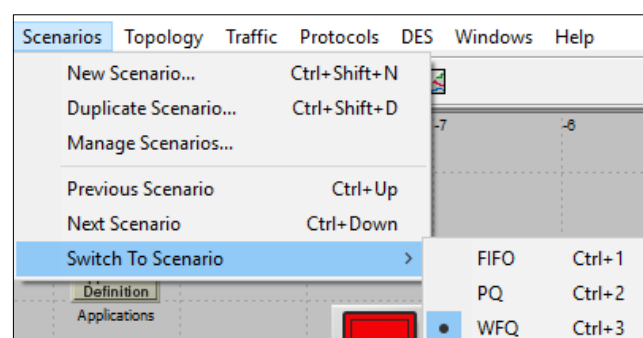 Scenarios Topology Traffic Protocols DES Windows Help
New Scenario... Ctrl+Shift+N
Duplicate Scenario... Ctrl+Shift+D
-7 -6
Manage Scenarios...
Previous Scenario Ctrl+Up
Next Scenario Ctrl+Down
Switch To Scenario >
FIFO Ctrl+1
Definition
PQ Ctrl+2
Applications
WFQ Ctrl+3